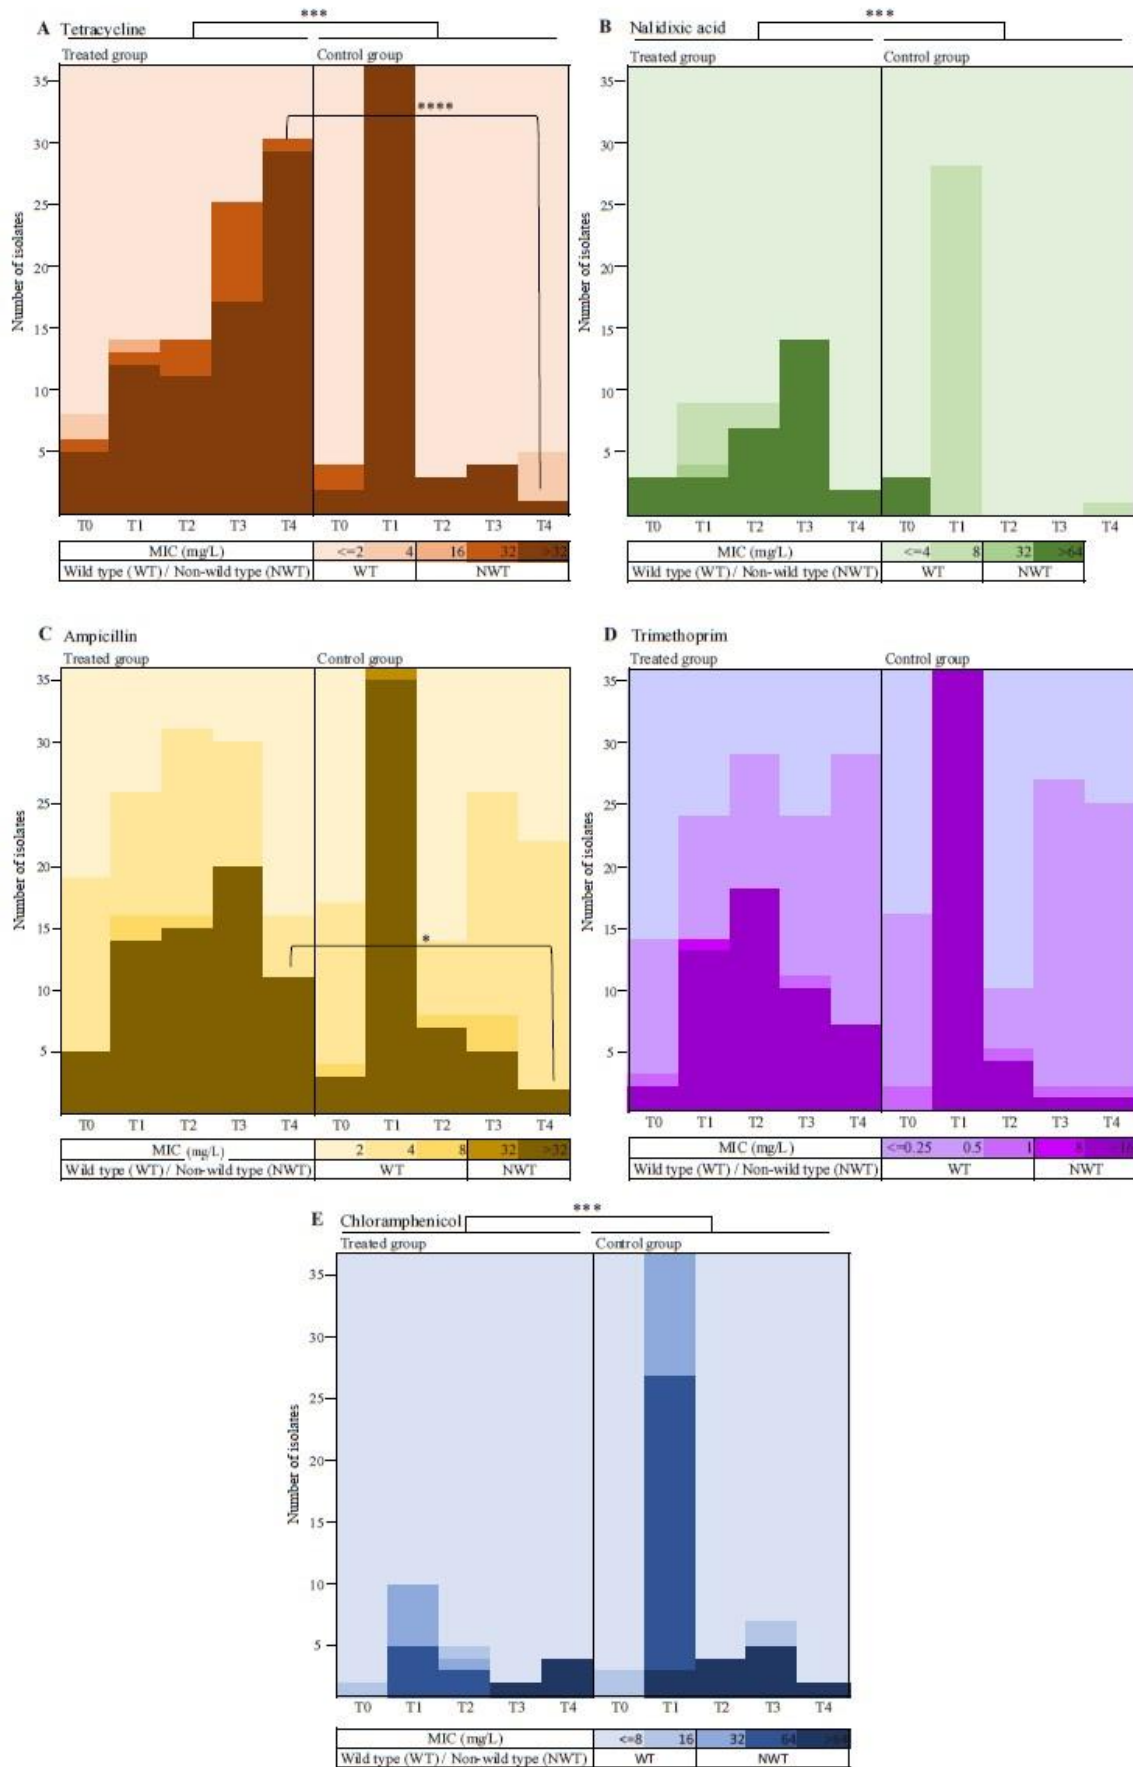 ***
***
A Tetracycline
B Nalidixic acid
Treated group
Control group
Treated group
Control group
****
Number of isolates
35
30
25
20
15
10
5
T0 T1 T2 T3 T4 T0 T1 T2 T3 T4
MIC (mg/L) <=2 4 16 32 >32
Wild type (WT) / Non-wild type (NWT) WT NWT
Number of isolates
35
30
25
20
15
10
5
T0 T1 T2 T3 T4 T0 T1 T2 T3 T4
MIC (mg/L) <=4 8 32 >64
Wild type (WT) / Non-wild type (NWT) WT NWT
C Ampicillin
Treated group
Control group
*
Number of isolates
35
30
25
20
15
10
5
T0 T1 T2 T3 T4 T0 T1 T2 T3 T4
MIC (mg/L) 2 4 8 32 >32
Wild type (WT) / Non-wild type (NWT) WT NWT
D Trimethoprim
Treated group
Control group
Number of isolates
35
30
25
20
15
10
5
T0 T1 T2 T3 T4 T0 T1 T2 T3 T4
MIC (mg/L) <=0.25 0.5 1 8
Wild type (WT) / Non-wild type (NWT) WT NWT
***
E Chloramphenicol
Treated group
Control group
Number of isolates
35
30
25
20
15
10
5
T0 T1 T2 T3 T4 T0 T1 T2 T3 T4
MIC (mg/L) <=8 16 32 64
Wild type (WT) / Non-wild type (NWT) WT NWT